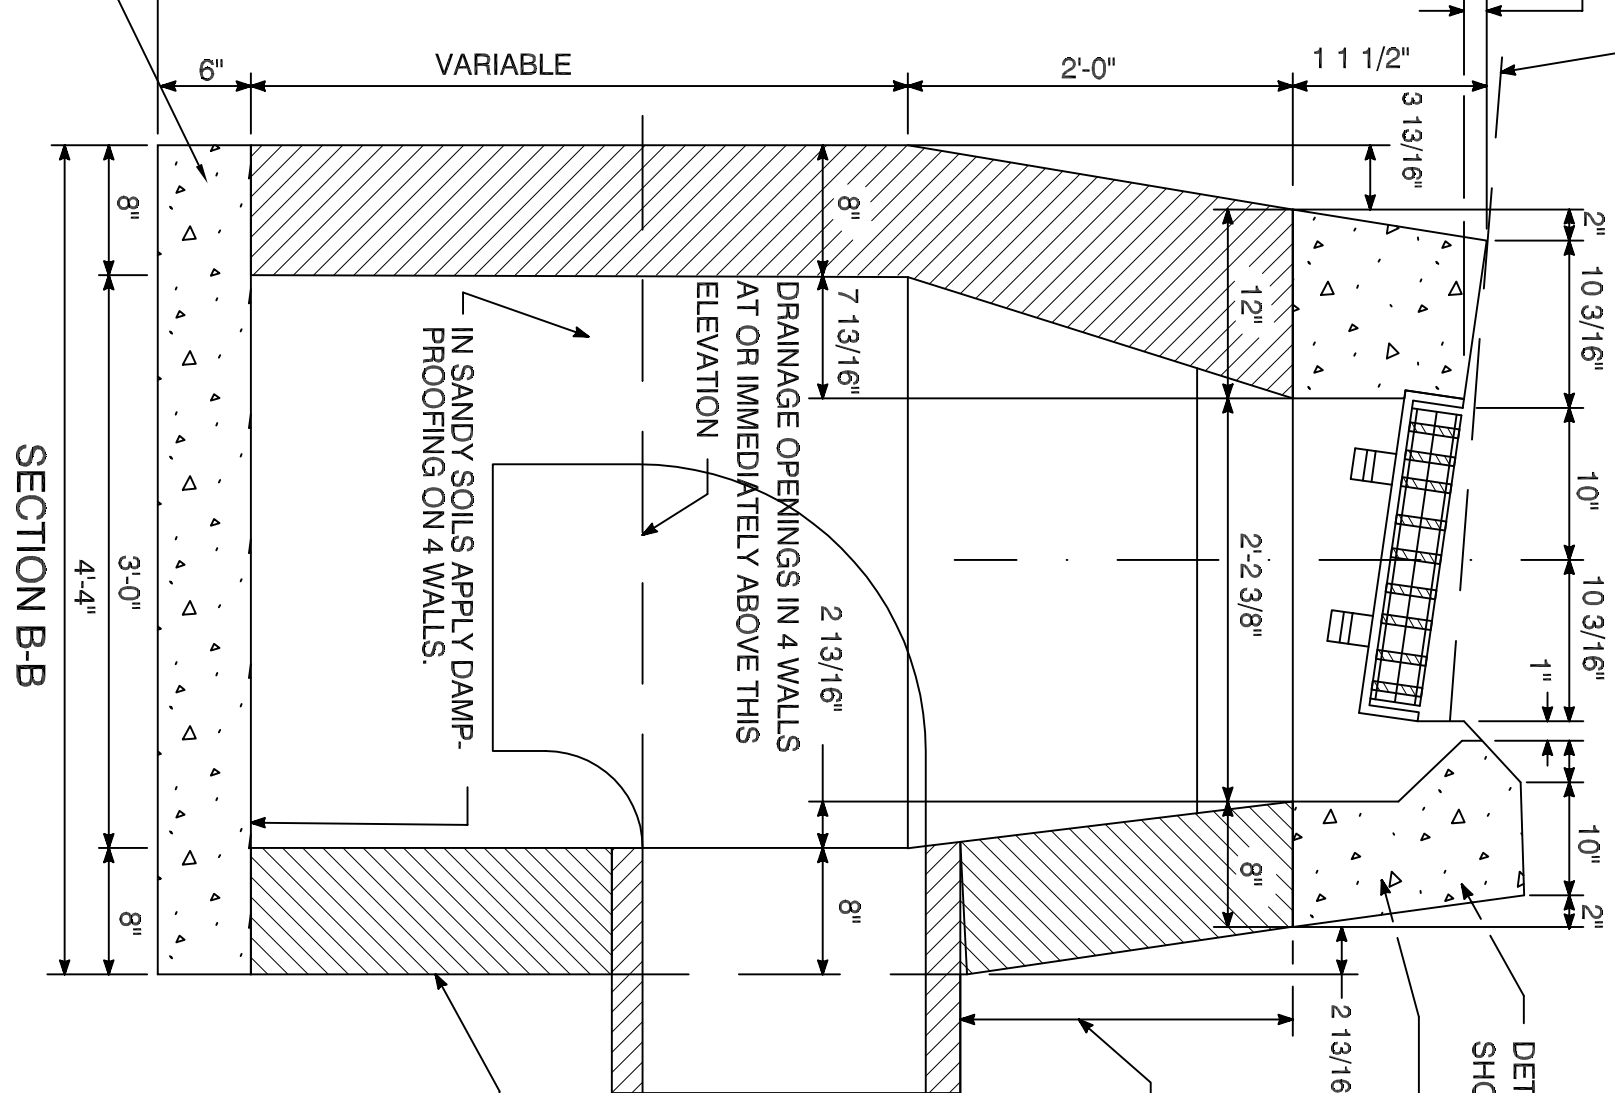 6"
VARIABLE
2'-0"
1 1 1/2"
3 13/16"
2"
10 3/16"
10"
10 3/16"
1"
10"
2"
8"
8"
12"
7 13/16"
DRAINAGE OPENINGS IN 4 WALLS
AT OR IMMEDIATELY ABOVE THIS
ELEVATION
IN SANDY SOILS APPLY DAMP-
PROOFING ON 4 WALLS.
2'-2 3/8"
2 13/16"
3'-0"
4'-4"
8"
8"
8"
2 13/16
DET
SHO
SECTION B-B